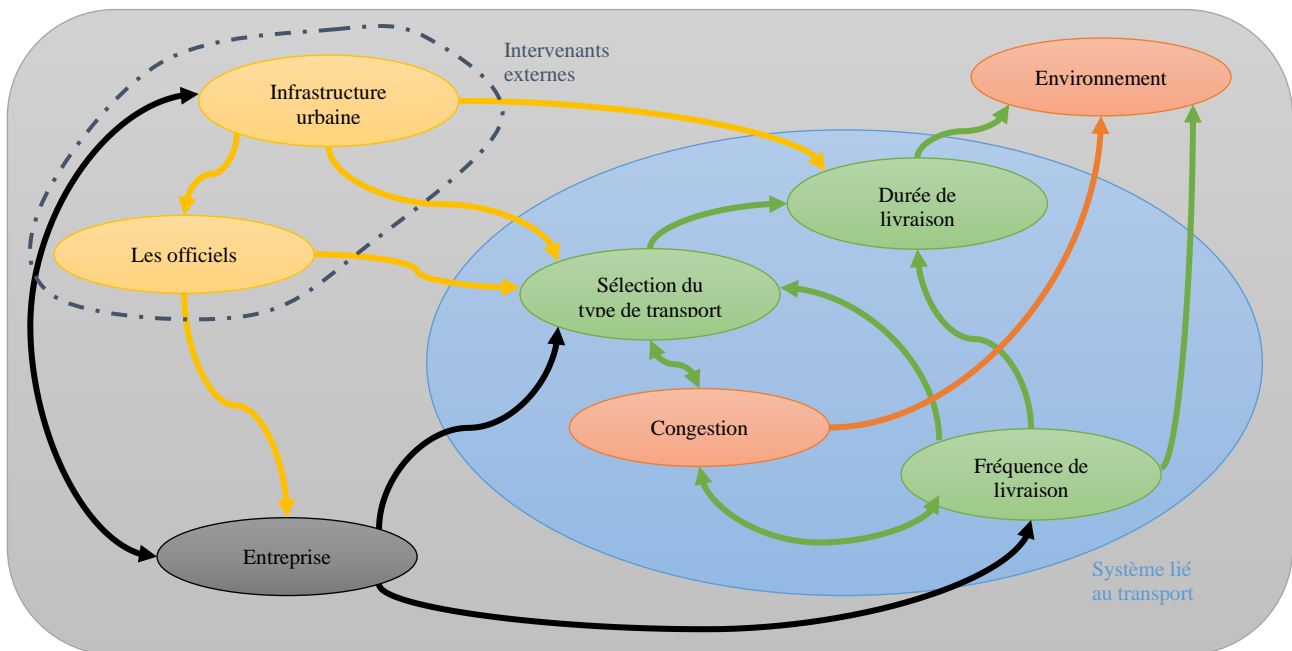 Intervenants
externes
Infrastructure
urbaine
Environnement
Durée de
livraison
Les officiels
Sélection du
type de transport
Congestion
Fréquence de
livraison
Entreprise
Système lié
au transport